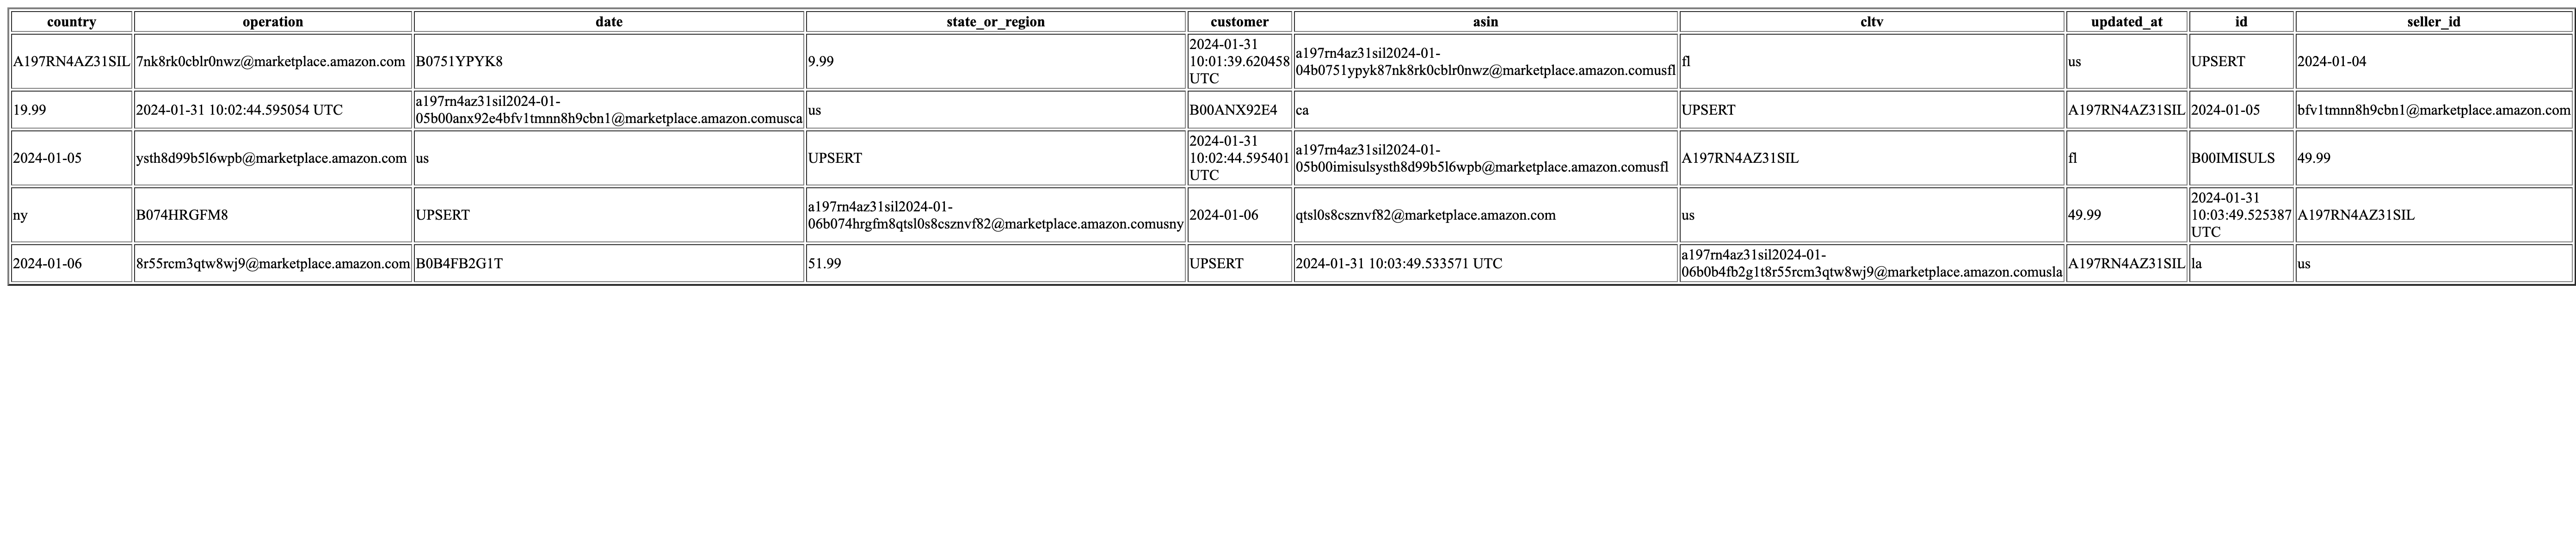 country operation date state_or_region customer asin cltv updated_at id seller_id
A197RN4AZ31SIL 7nk8rk0cblr0nwz@marketplace.amazon.com B0751YPYK8 9.99 2024-01-31 10:01:39.620458 UTC a197rn4az31sil2024-01-04b0751ypyk87nk8rk0cblr0nwz@marketplace.amazon.comusfl fl us UPSERT 2024-01-04
19.99 2024-01-31 10:02:44.595054 UTC a197rn4az31sil2024-01-05b00anx92e4bfv1tmnn8h9cbn1@marketplace.amazon.comusca us B00ANX92E4 ca UPSERT A197RN4AZ31SIL 2024-01-05 bfv1tmnn8h9cbn1@marketplace.amazon.com
2024-01-05 ysth8d99b5l6wpb@marketplace.amazon.com us UPSERT 2024-01-31 10:02:44.595401 UTC a197rn4az31sil2024-01-05b00imisulsysth8d99b5l6wpb@marketplace.amazon.comusfl A197RN4AZ31SIL fl B00IMISULS 49.99
ny B074HRGFM8 UPSERT a197rn4az31sil2024-01-06b074hrgfm8qtsl0s8csznvf82@marketplace.amazon.comusny 2024-01-06 qtsl0s8csznvf82@marketplace.amazon.com us 49.99 2024-01-31 10:03:49.525387 UTC A197RN4AZ31SIL
2024-01-06 8r55rcm3qtw8wj9@marketplace.amazon.com B0B4FB2G1T 51.99 UPSERT 2024-01-31 10:03:49.533571 UTC a197rn4az31sil2024-01-06b0b4fb2g1t8r55rcm3qtw8wj9@marketplace.amazon.comusla A197RN4AZ31SIL la us